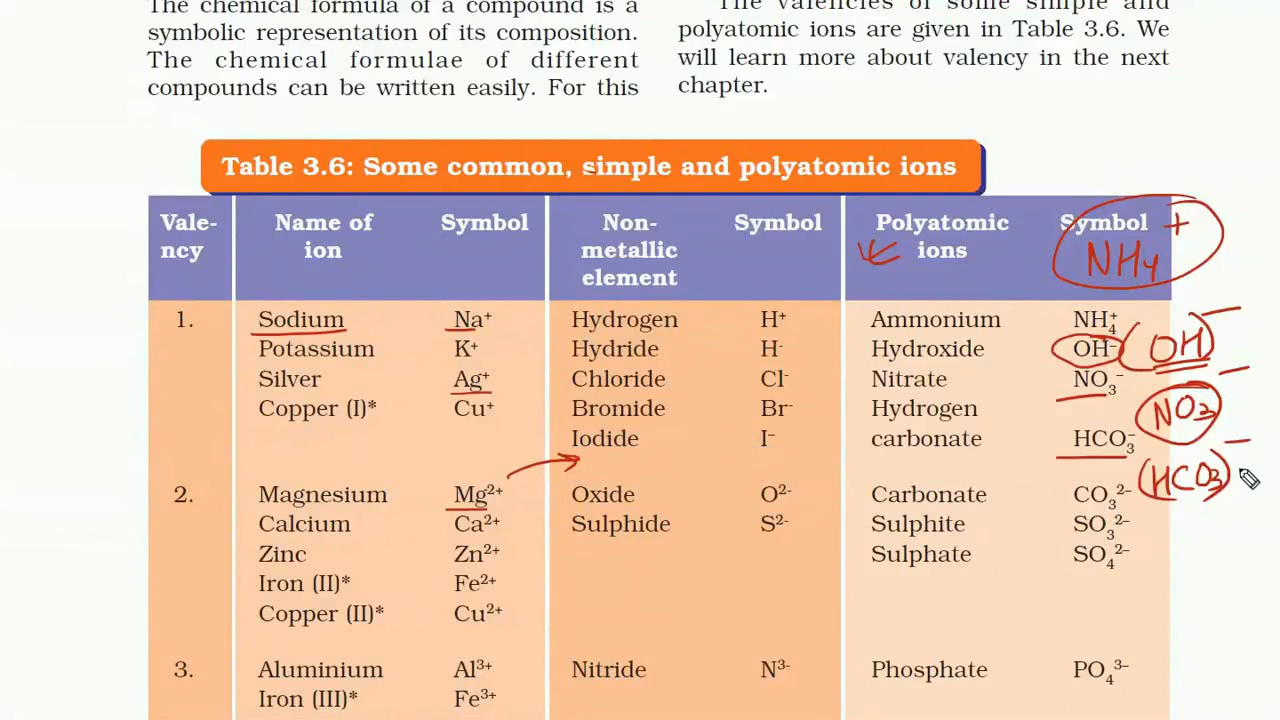 The chemical formula of a compound is a
symbolic representation of its composition.
The chemical formulae of different
compounds can be written easily. For this
The valencies of some simple and
polyatomic ions are given in Table 3.6. We
will learn more about valency in the next
chapter.
Table 3.6: Some common, simple and polyatomic ions
Vale-
ncy
Name of
ion
Symbol
Non-
metallic
element
Symbol
Polyatomic
ions
Symbol
NH₄⁺
1. Sodium Na⁺ Hydrogen H⁺ Ammonium NH₄⁺
Potassium K⁺ Hydride H⁻ Hydroxide OH⁻ (OH)⁻
Silver Ag⁺ Chloride Cl⁻ Nitrate NO₃⁻
Copper (I)* Cu⁺ Bromide Br⁻ Hydrogen NO₃⁻
Iodide I⁻ carbonate HCO₃⁻
(HCO₃)⁻
2. Magnesium Mg²⁺ Oxide O²⁻ Carbonate CO₃²⁻
Calcium Ca²⁺ Sulphide S²⁻ Sulphite SO₃²⁻
Zinc Zn²⁺ Sulphate SO₄²⁻
Iron (II)* Fe²⁺
Copper (II)* Cu²⁺
3. Aluminium Al³⁺ Nitride N³⁻ Phosphate PO₄³⁻
Iron (III)* Fe³⁺